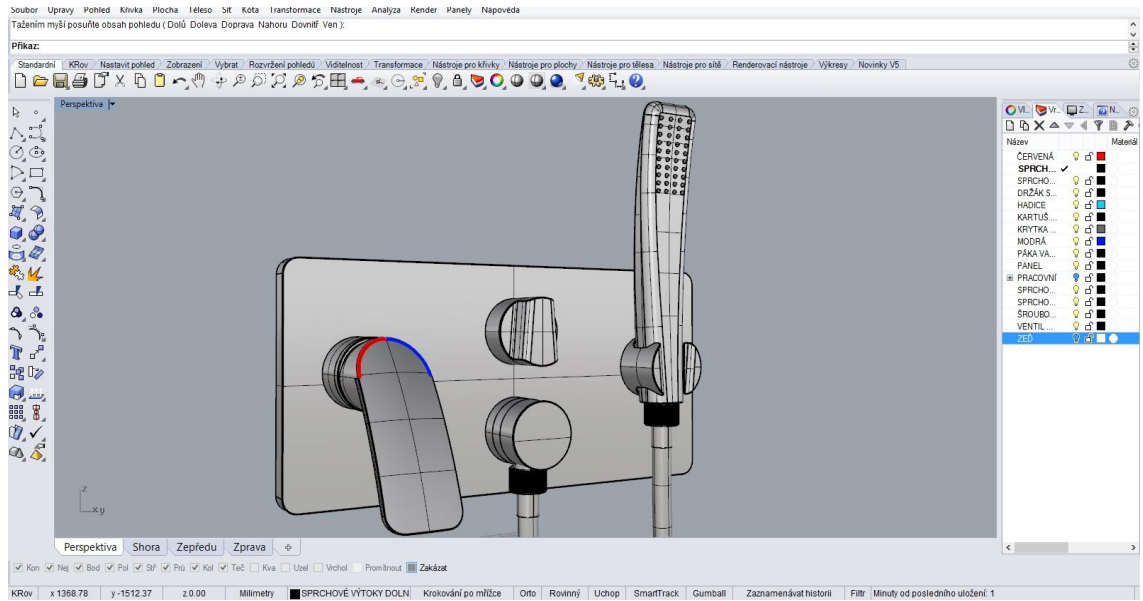 Soubor Úpravy Pohled Křivka Plocha Těleso Síť Kóta Transformace Nástroje Analýza Render Panely Nápověda
Tažením myší posuňte obsah pohledu ( Dolů Doleva Doprava Nahoru Dovnitř Ven ):
Příkaz:
Standardní KRov Nastavit pohled Zobrazení Vybrat Rozvržení pohledů Viditelnost Transformace Nástroje pro křivky Nástroje pro plochy Nástroje pro tělesa Nástroje pro sítě Renderovací nástroje Výkresy Novinky V5
Perspektiva
Vl... Vr... Z... N...
Název Materiál
ČERVENÁ
SPRCH...
SPRCHO...
DRŽÁK S...
HADICE
KARTUŠ...
KRYTKA ...
MODRÁ
PÁKA VA...
PANEL
PRACOVNÍ
SPRCHO...
SPRCHO...
ŠROUBO...
VENTIL ...
ZEĎ
z
x y
Perspektiva Shora Zepředu Zprava
Kon Nej Bod Pol Stř Prů Kol Teč Kva Uzel Vrchol Promítnout Zakázat
KRov x 1368.78 y -1512.37 z 0.00 Milimetry SPRCHOVÉ VÝTOKY DOLN Krokování po mřížce Orto Rovinný Uchop SmartTrack Gumball Zaznamenávat historii Filtr Minuty od posledního uložení: 1